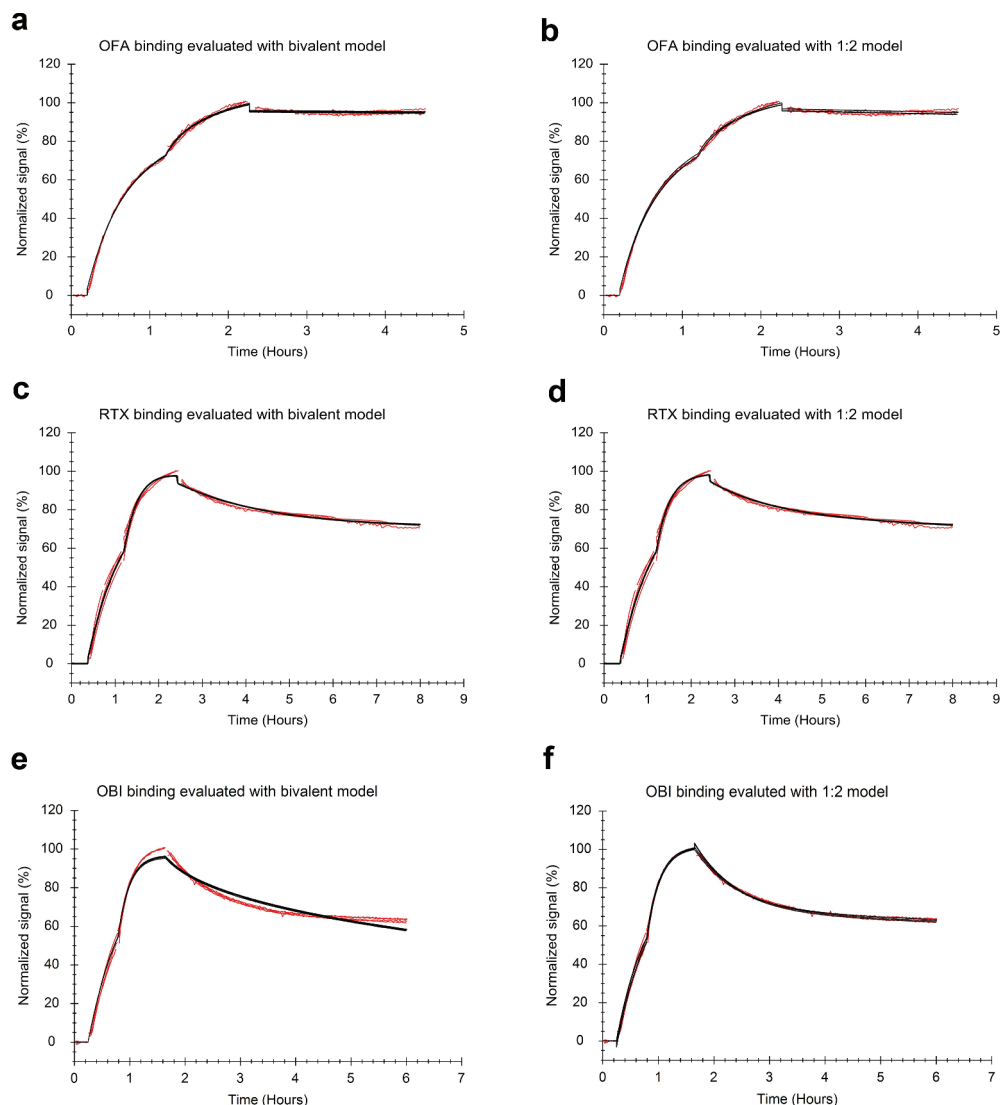 a
OFA binding evaluated with bivalent model
Normalized signal (%)
120
100
80
60
40
20
0
0 1 2 3 4 5
Time (Hours)
b
OFA binding evaluated with 1:2 model
Normalized signal (%)
120
100
80
60
40
20
0
0 1 2 3 4 5
Time (Hours)
c
RTX binding evaluated with bivalent model
Normalized signal (%)
120
100
80
60
40
20
0
0 1 2 3 4 5 6 7 8 9
Time (Hours)
d
RTX binding evaluated with 1:2 model
Normalized signal (%)
120
100
80
60
40
20
0
0 1 2 3 4 5 6 7 8 9
Time (Hours)
e
OBI binding evaluated with bivalent model
Normalized signal (%)
120
100
80
60
40
20
0
0 1 2 3 4 5 6 7
Time (Hours)
f
OBI binding evaluted with 1:2 model
Normalized signal (%)
120
100
80
60
40
20
0
0 1 2 3 4 5 6 7
Time (Hours)